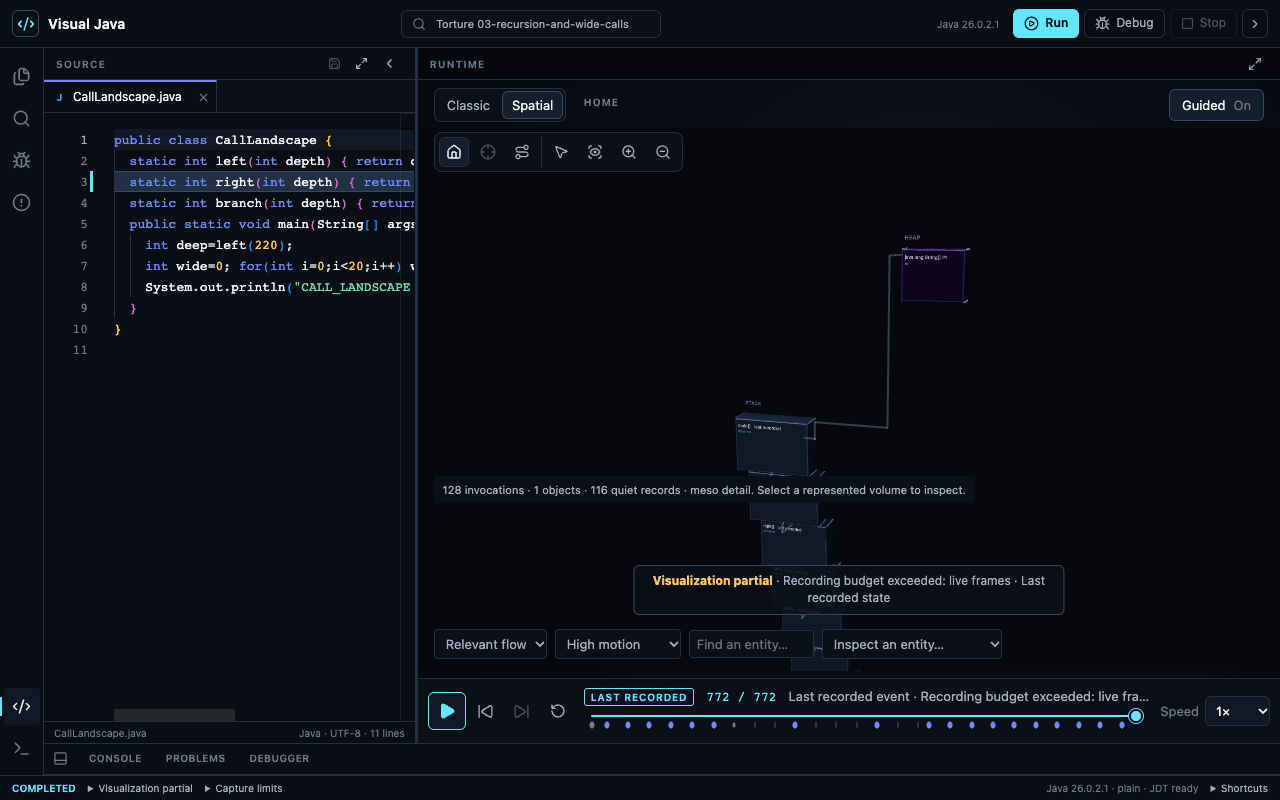 Visual Java
Torture 03-recursion-and-wide-calls
Java 26.0.2.1
Run
Debug
Stop
SOURCE
RUNTIME
J CallLandscape.java
Classic
Spatial
HOME
Guided On
1 public class CallLandscape {
2 static int left(int depth) { return
3 static int right(int depth) { return
4 static int branch(int depth) { return
5 public static void main(String[] args
6 int deep=left(220);
7 int wide=0; for(int i=0;i<20;i++)
8 System.out.println("CALL_LANDSCAPE
9 }
10 }
11
HEAP
java.lang.String[] #1
STACK
main() last recorded
128 invocations · 1 objects · 116 quiet records · meso detail. Select a represented volume to inspect.
Visualization partial · Recording budget exceeded: live frames · Last
recorded state
Relevant flow
High motion
Find an entity...
Inspect an entity...
LAST RECORDED
772 / 772
Last recorded event · Recording budget exceeded: live fra...
Speed
1×
CallLandscape.java
Java · UTF-8 · 11 lines
CONSOLE
PROBLEMS
DEBUGGER
COMPLETED
Visualization partial
Capture limits
Java 26.0.2.1 · plain · JDT ready
Shortcuts